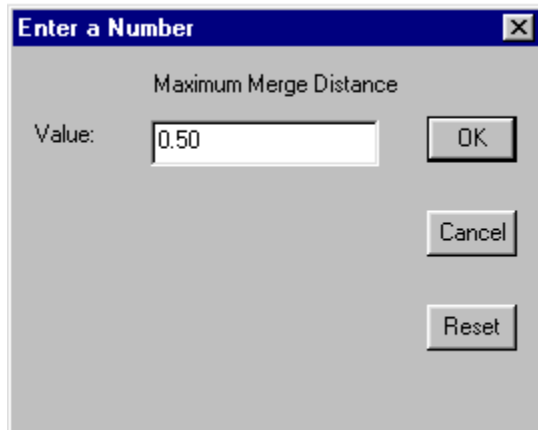 Enter a Number
Maximum Merge Distance
Value: 0.50 OK
Cancel
Reset